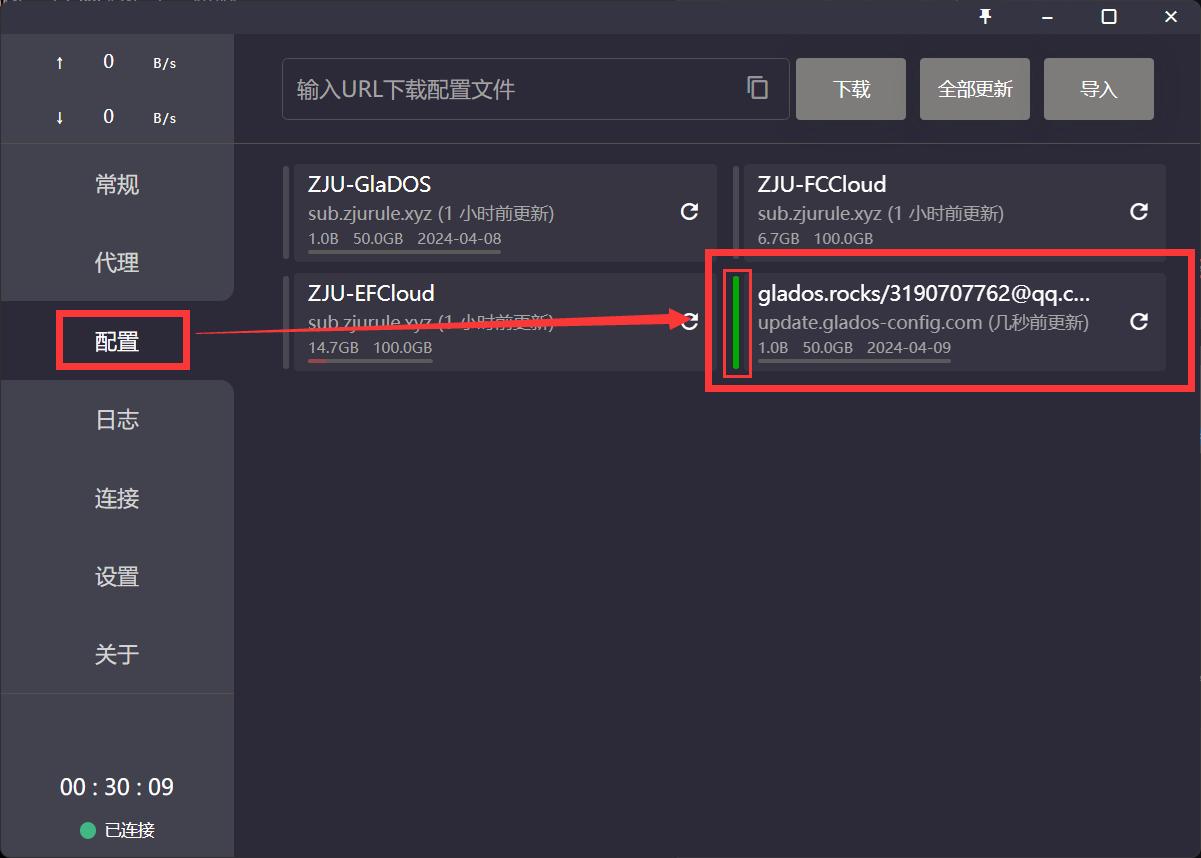 ↑ 0 B/s
↓ 0 B/s
常规
代理
配置
日志
连接
设置
关于
00 : 30 : 09
已连接
输入URL下载配置文件
下载
全部更新
导入
ZJU-GlaDOS
sub.zjurule.xyz (1 小时前更新)
1.0B 50.0GB 2024-04-08
ZJU-FCCloud
sub.zjurule.xyz (1 小时前更新)
6.7GB 100.0GB
ZJU-EFCloud
sub.zjurule.xyz (1 小时前更新)
14.7GB 100.0GB
glados.rocks/3190707762@qq.c...
update.glados-config.com (几秒前更新)
1.0B 50.0GB 2024-04-09